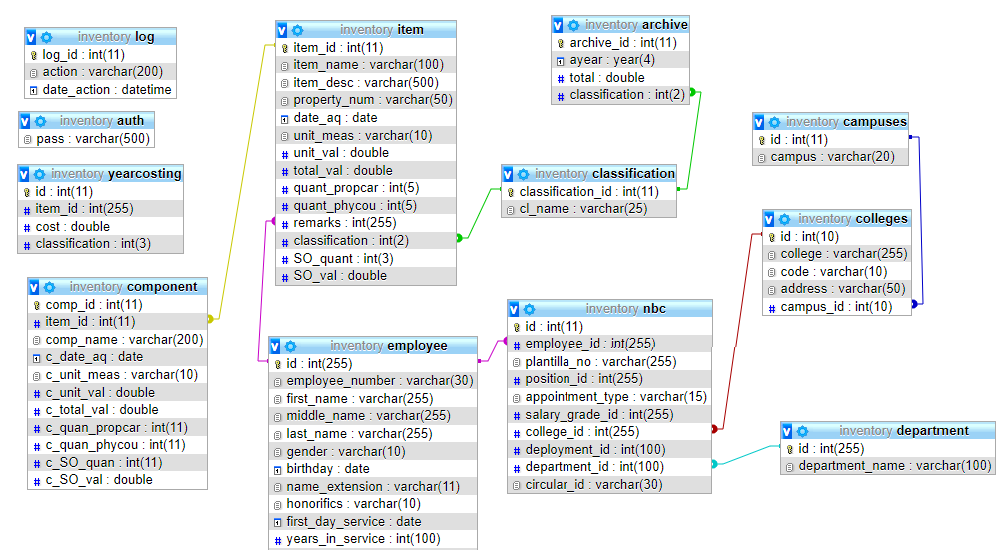 inventory log
log_id : int(11)
action : varchar(200)
date_action : datetime
inventory auth
pass : varchar(500)
inventory yearcosting
id : int(11)
item_id : int(255)
cost : double
classification : int(3)
inventory component
comp_id : int(11)
item_id : int(11)
comp_name : varchar(200)
c_date_aq : date
c_unit_meas : varchar(10)
c_unit_val : double
c_total_val : double
c_quan_propcar : int(11)
c_quan_phycou : int(11)
c_SO_quan : int(11)
c_SO_val : double
inventory item
item_id : int(11)
item_name : varchar(100)
item_desc : varchar(500)
property_num : varchar(50)
date_aq : date
unit_meas : varchar(10)
unit_val : double
total_val : double
quant_propcar : int(5)
quant_phycou : int(5)
remarks : int(255)
classification : int(2)
SO_quant : int(3)
SO_val : double
inventory employee
id : int(255)
employee_number : varchar(30)
first_name : varchar(255)
middle_name : varchar(255)
last_name : varchar(255)
gender : varchar(10)
birthday : date
name_extension : varchar(11)
honorifics : varchar(10)
first_day_service : date
years_in_service : int(100)
inventory archive
archive_id : int(11)
ayear : year(4)
total : double
classification : int(2)
inventory classification
classification_id : int(11)
cl_name : varchar(25)
inventory nbc
id : int(11)
employee_id : int(255)
plantilla_no : varchar(255)
position_id : int(255)
appointment_type : varchar(15)
salary_grade_id : int(255)
college_id : int(255)
deployment_id : int(100)
department_id : int(100)
circular_id : varchar(30)
inventory campuses
id : int(11)
campus : varchar(20)
inventory colleges
id : int(10)
college : varchar(255)
code : varchar(10)
address : varchar(50)
campus_id : int(10)
inventory department
id : int(255)
department_name : varchar(100)